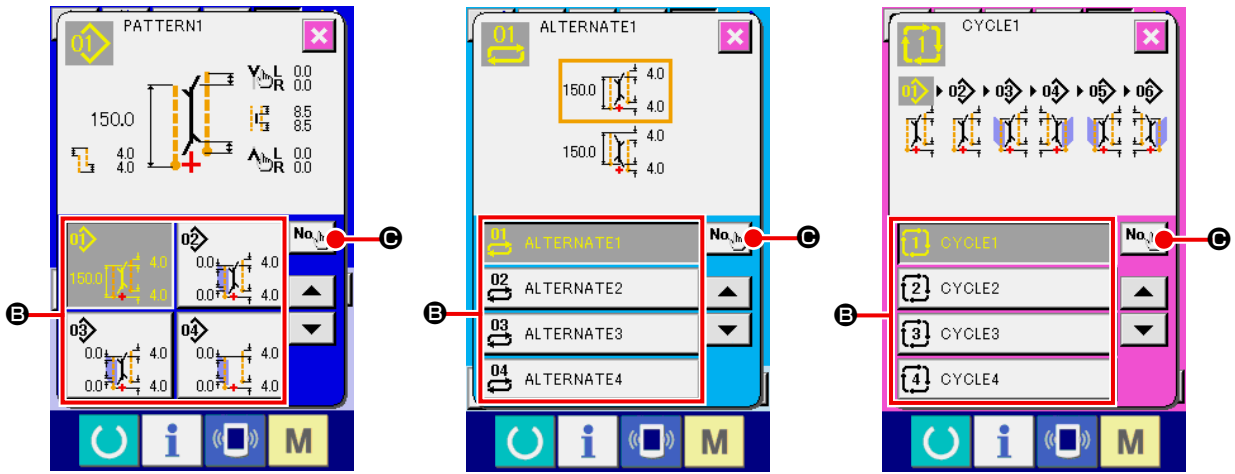 01
PATTERN1
L 0.0
R 0.0
150.0
8.5
8.5
4.0
4.0
L 0.0
R 0.0
01
150.0
4.0
4.0
02
0.0
4.0
0.0
4.0
No.
C
B
03
0.0
4.0
0.0
4.0
04
0.0
4.0
0.0
4.0
i
M
01
ALTERNATE1
150.0
4.0
4.0
150.0
4.0
4.0
01 ALTERNATE1
No.
C
02 ALTERNATE2
B
03 ALTERNATE3
04 ALTERNATE4
i
M
1
CYCLE1
01 02 03 04 05 06
1 CYCLE1
No.
C
2 CYCLE2
B
3 CYCLE3
4 CYCLE4
i
M